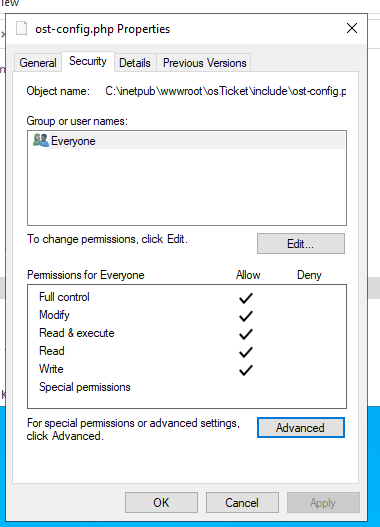 iew
ost-config.php Properties
General Security Details Previous Versions
Object name: C:\inetpub\wwwroot\osTicket\include\ost-config.p
Group or user names:
Everyone
To change permissions, click Edit.
Edit...
Permissions for Everyone Allow Deny
Full control
Modify
Read & execute
Read
Write
Special permissions
For special permissions or advanced settings,
click Advanced.
Advanced
OK Cancel Apply